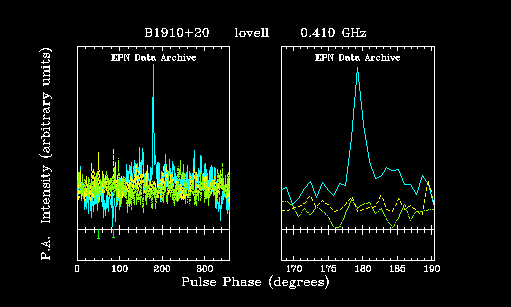 B1910+20 lovell 0.410 GHz
EPN Data Archive EPN Data Archive
P.A. Intensity (arbitrary units)
0 100 200 300 170 176 180 185 190
Pulse Phase (degrees)